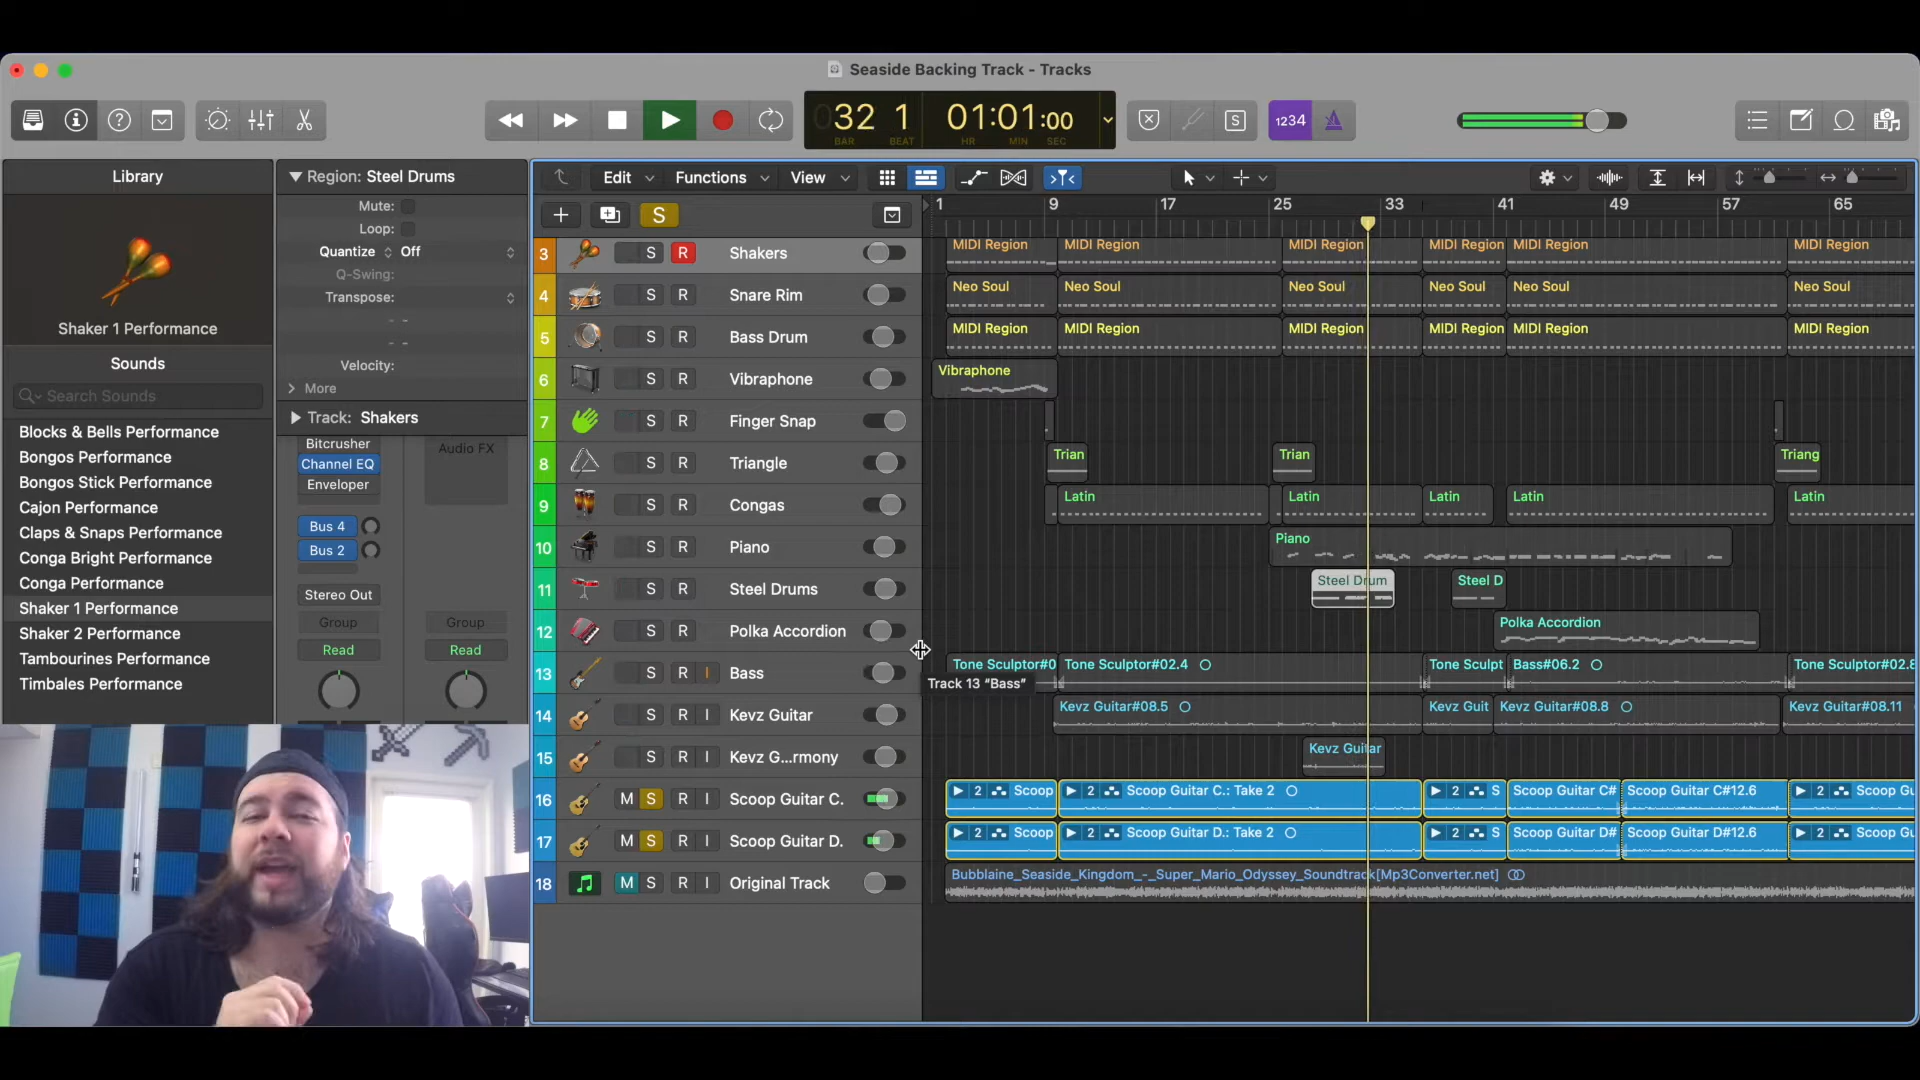 Seaside Backing Track - Tracks
32 1
BAR BEAT
01:01:00
HR MIN SEC
S
1234
Library
Region: Steel Drums
Edit Functions View
Mute:
Loop:
Quantize Off
Q-Swing:
Transpose:
- -
- -
Velocity:
More
Track: Shakers
Shaker 1 Performance
Sounds
Search Sounds
Blocks & Bells Performance
Bongos Performance
Bongos Stick Performance
Cajon Performance
Claps & Snaps Performance
Conga Bright Performance
Conga Performance
Shaker 1 Performance
Shaker 2 Performance
Tambourines Performance
Timbales Performance
Bitcrusher
Channel EQ
Enveloper
Audio FX
Bus 4
Bus 2
Stereo Out
Group Group
Read Read
S
1 9 17 25 33 41 49 57 65
3 S R Shakers MIDI Region MIDI Region MIDI Region MIDI Region MIDI Region MIDI Region
4 S R Snare Rim Neo Soul Neo Soul Neo Soul Neo Soul Neo Soul Neo Soul
5 S R Bass Drum MIDI Region MIDI Region MIDI Region MIDI Region MIDI Region MIDI Region
6 S R Vibraphone Vibraphone
7 S R Finger Snap
8 S R Triangle Trian Trian Triang
9 S R Congas Latin Latin Latin Latin Latin
10 S R Piano Piano
11 S R Steel Drums Steel Drum Steel D
12 S R Polka Accordion Polka Accordion
13 S R I Bass Tone Sculptor#0 Tone Sculptor#02.4 Tone Sculpt Bass#06.2 Tone Sculptor#02.8
Track 13 “Bass”
14 S R I Kevz Guitar Kevz Guitar#08.5 Kevz Guit Kevz Guitar#08.8 Kevz Guitar#08.11
15 S R I Kevz G...rmony Kevz Guitar
16 M S R I Scoop Guitar C. 2 Scoop 2 Scoop Guitar C.: Take 2 2 S Scoop Guitar C# Scoop Guitar C#12.6 2 Scoop Gu
17 M S R I Scoop Guitar D. 2 Scoop 2 Scoop Guitar D.: Take 2 2 S Scoop Guitar D# Scoop Guitar D#12.6 2 Scoop Gu
18 M S R I Original Track Bubblaine_Seaside_Kingdom_-_Super_Mario_Odyssey_Soundtrack[Mp3Converter.net]